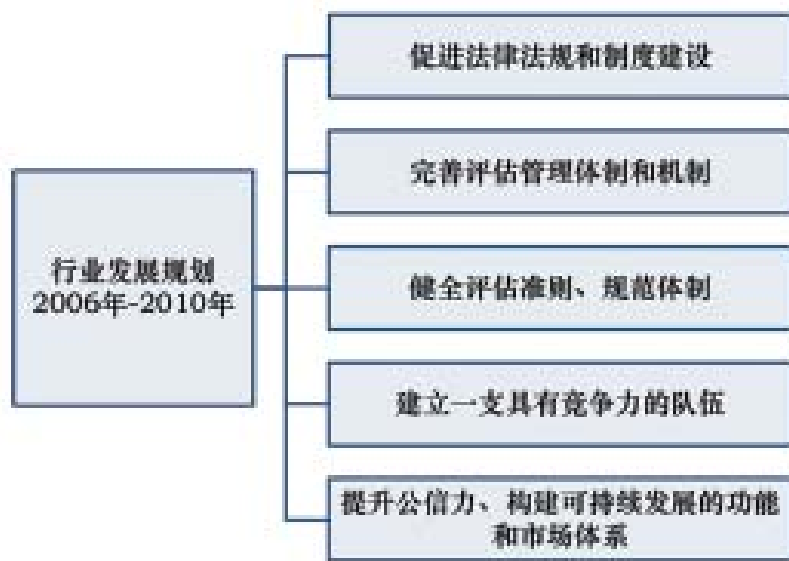 行业发展规划
2006年-2010年
促进法律法规和制度建设
完善评估管理体制和机制
健全评估准则、规范体制
建立一支具有竞争力的队伍
提升公信力、构建可持续发展的功能
和市场体系